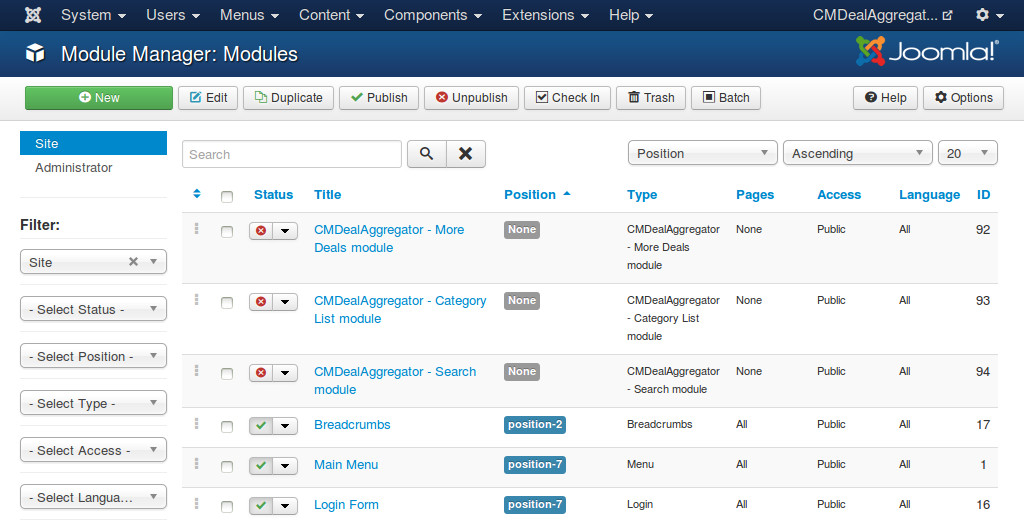 System Users Menus Content Components Extensions Help CMDealAggregat...
Module Manager: Modules
Joomla!®
New Edit Duplicate Publish Unpublish Check In Trash Batch Help Options
Site
Administrator
Filter:
Site
- Select Status -
- Select Position -
- Select Type -
- Select Access -
- Select Langua...
Search Position Ascending 20
Status Title Position Type Pages Access Language ID
CMDealAggregator - More None CMDealAggregator None Public All 92
Deals module - More Deals
module
CMDealAggregator - Category None CMDealAggregator None Public All 93
List module - Category List
module
CMDealAggregator - Search None CMDealAggregator None Public All 94
module - Search module
Breadcrumbs position-2 Breadcrumbs All Public All 17
Main Menu position-7 Menu All Public All 1
Login Form position-7 Login All Public All 16